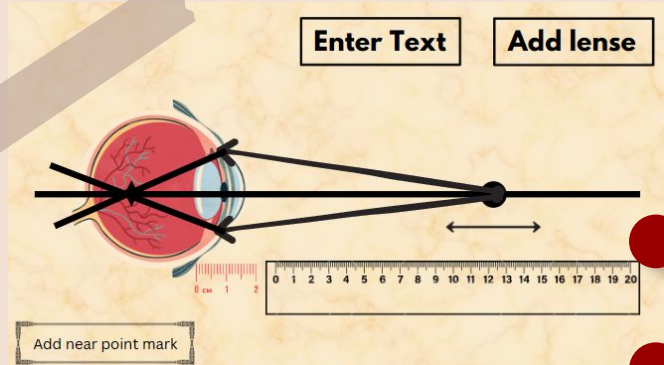 Enter Text
Add lense
0 CM 1 2
0 1 2 3 4 5 6 7 8 9 10 11 12 13 14 15 16 17 18 19 20
Add near point mark